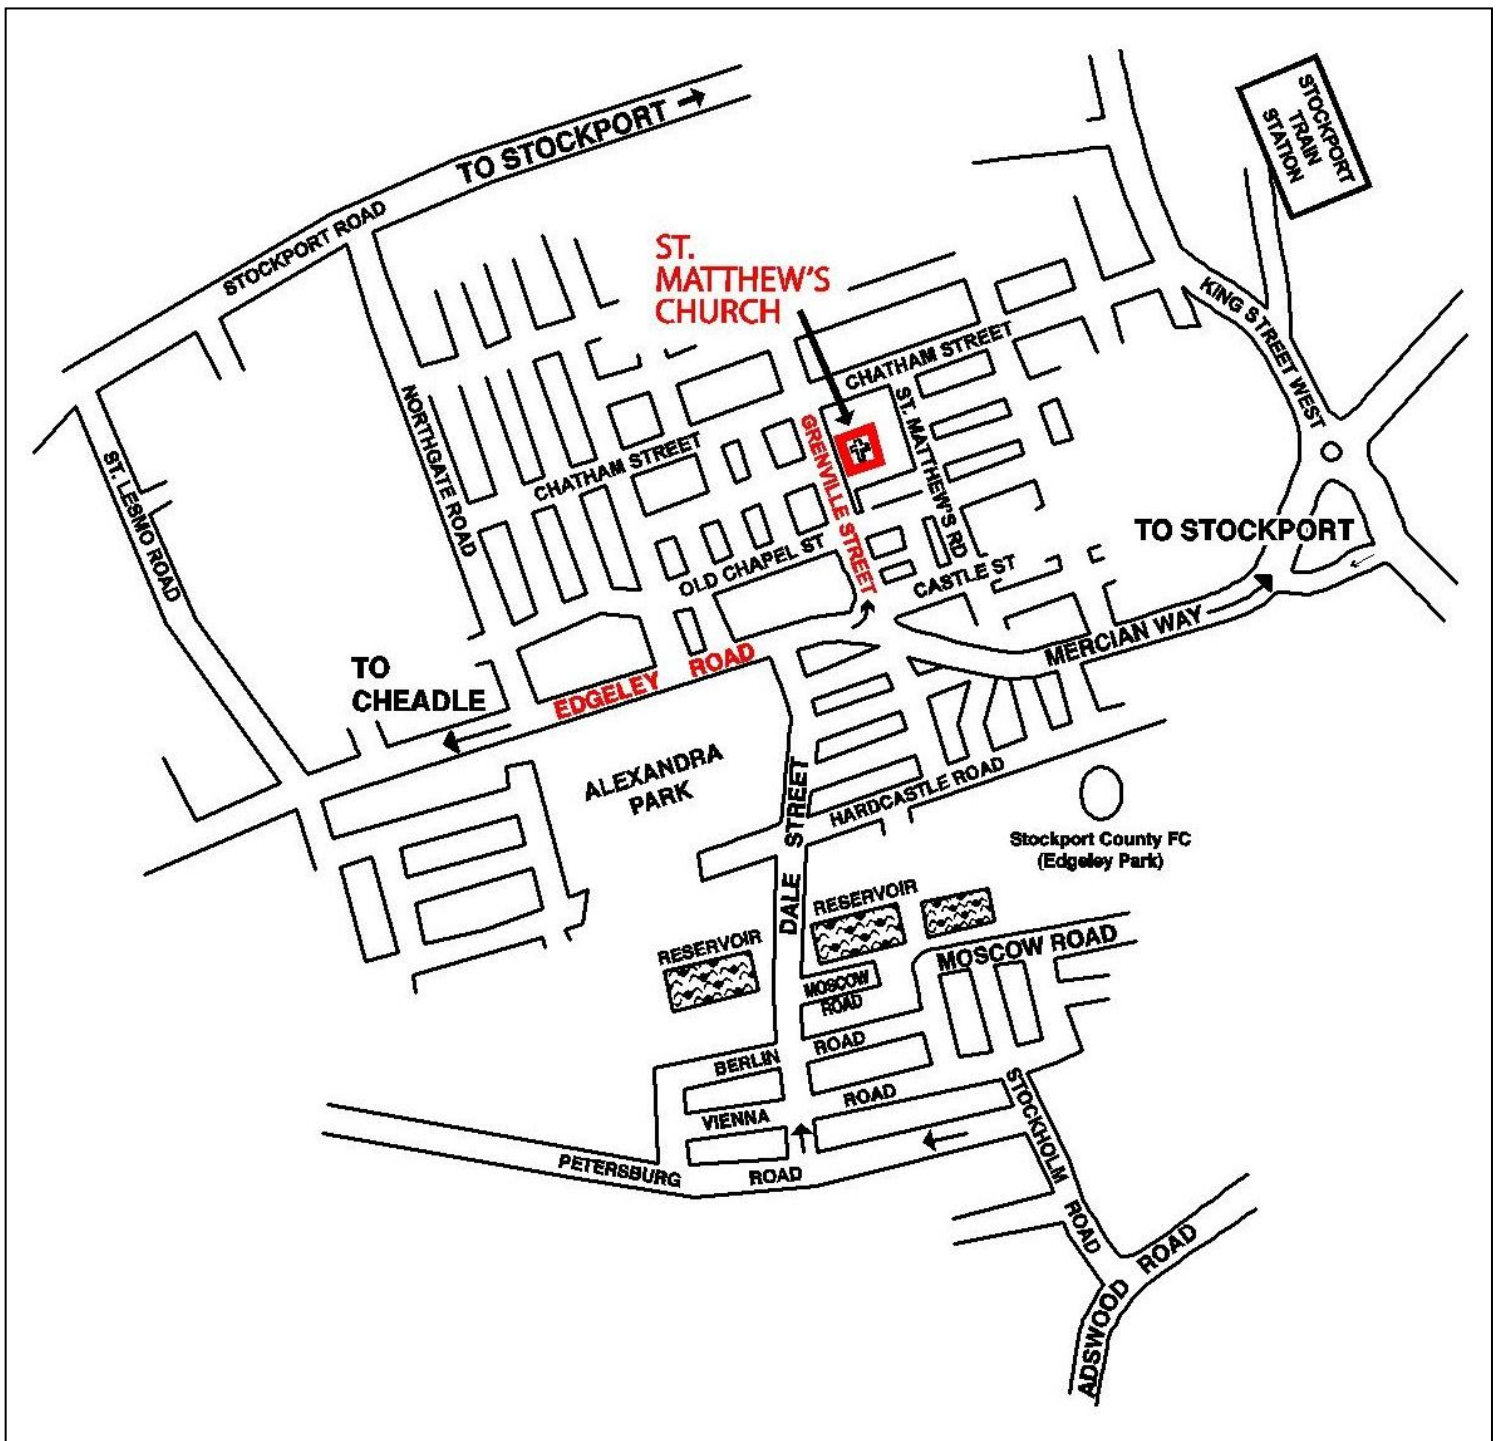 TO STOCKPORT
STOCKPORT ROAD
STOCKPORT
TRAIN
STATION
ST.
MATTHEW'S
CHURCH
KING STREET WEST
CHATHAM STREET
NORTHGATE ROAD
ST. MATTHEW'S RD
GRENVILLE STREET
CHATHAM STREET
ST. LESMO ROAD
TO STOCKPORT
OLD CHAPEL ST
CASTLE ST
MERCIAN WAY
TO
CHEADLE
EDGELEY ROAD
ALEXANDRA
PARK
DALE STREET
HARDCASTLE ROAD
Stockport County FC
(Edgeley Park)
RESERVOIR
RESERVOIR
MOSCOW ROAD
MOSCOW
ROAD
BERLIN ROAD
VIENNA ROAD
STOCKHOLM ROAD
PETERSBURG ROAD
ADSWOOD ROAD